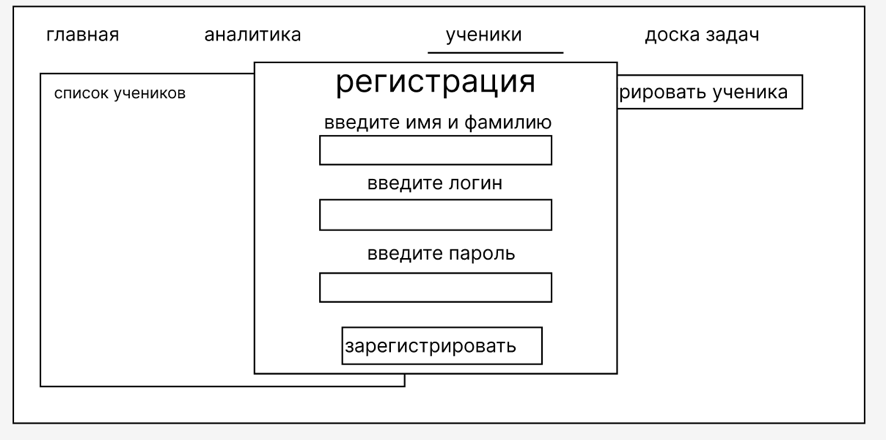 главная аналитика ученики доска задач
регистрация
список учеников
рировать ученика
введите имя и фамилию
введите логин
введите пароль
зарегистрировать